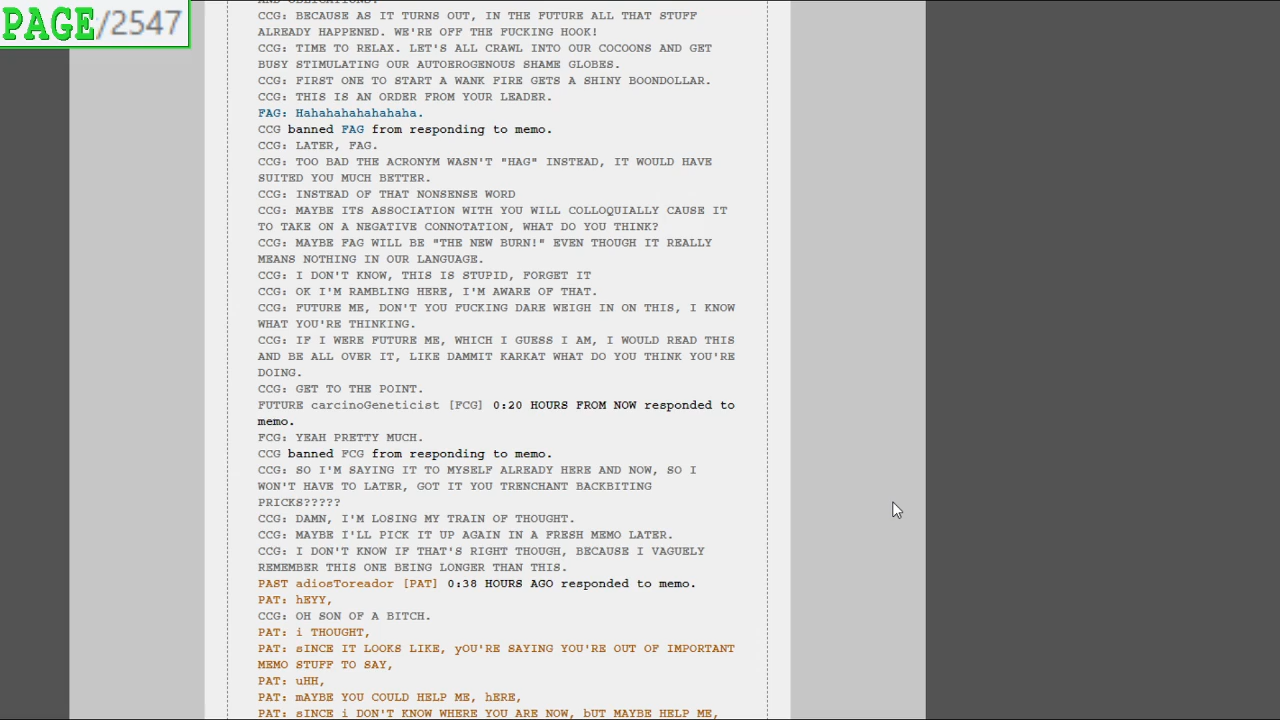 PAGE/2547
AND OBLIGATIONS.
CCG: BECAUSE AS IT TURNS OUT, IN THE FUTURE ALL THAT STUFF
ALREADY HAPPENED. WE'RE OFF THE FUCKING HOOK!
CCG: TIME TO RELAX. LET'S ALL CRAWL INTO OUR COCOONS AND GET
BUSY STIMULATING OUR AUTOEROGENOUS SHAME GLOBES.
CCG: FIRST ONE TO START A WANK FIRE GETS A SHINY BOONDOLLAR.
CCG: THIS IS AN ORDER FROM YOUR LEADER.
FAG: Hahahahahahahaha.
CCG banned FAG from responding to memo.
CCG: LATER, FAG.
CCG: TOO BAD THE ACRONYM WASN'T "HAG" INSTEAD, IT WOULD HAVE
SUITED YOU MUCH BETTER.
CCG: INSTEAD OF THAT NONSENSE WORD
CCG: MAYBE ITS ASSOCIATION WITH YOU WILL COLLOQUIALLY CAUSE IT
TO TAKE ON A NEGATIVE CONNOTATION, WHAT DO YOU THINK?
CCG: MAYBE FAG WILL BE "THE NEW BURN!" EVEN THOUGH IT REALLY
MEANS NOTHING IN OUR LANGUAGE.
CCG: I DON'T KNOW, THIS IS STUPID, FORGET IT
CCG: OK I'M RAMBLING HERE, I'M AWARE OF THAT.
CCG: FUTURE ME, DON'T YOU FUCKING DARE WEIGH IN ON THIS, I KNOW
WHAT YOU'RE THINKING.
CCG: IF I WERE FUTURE ME, WHICH I GUESS I AM, I WOULD READ THIS
AND BE ALL OVER IT, LIKE DAMMIT KARKAT WHAT DO YOU THINK YOU'RE
DOING.
CCG: GET TO THE POINT.
FUTURE carcinoGeneticist [FCG] 0:20 HOURS FROM NOW responded to
memo.
FCG: YEAH PRETTY MUCH.
CCG banned FCG from responding to memo.
CCG: SO I'M SAYING IT TO MYSELF ALREADY HERE AND NOW, SO I
WON'T HAVE TO LATER, GOT IT YOU TRENCHANT BACKBITING
PRICKS?????
CCG: DAMN, I'M LOSING MY TRAIN OF THOUGHT.
CCG: MAYBE I'LL PICK IT UP AGAIN IN A FRESH MEMO LATER.
CCG: I DON'T KNOW IF THAT'S RIGHT THOUGH, BECAUSE I VAGUELY
REMEMBER THIS ONE BEING LONGER THAN THIS.
PAST adiosToreador [PAT] 0:38 HOURS AGO responded to memo.
PAT: hEYY,
CCG: OH SON OF A BITCH.
PAT: i THOUGHT,
PAT: sINCE IT LOOKS LIKE, yOU'RE SAYING YOU'RE OUT OF IMPORTANT
MEMO STUFF TO SAY,
PAT: uHH,
PAT: mAYBE YOU COULD HELP ME, hERE,
PAT: sINCE i DON'T KNOW WHERE YOU ARE NOW, bUT MAYBE HELP ME,